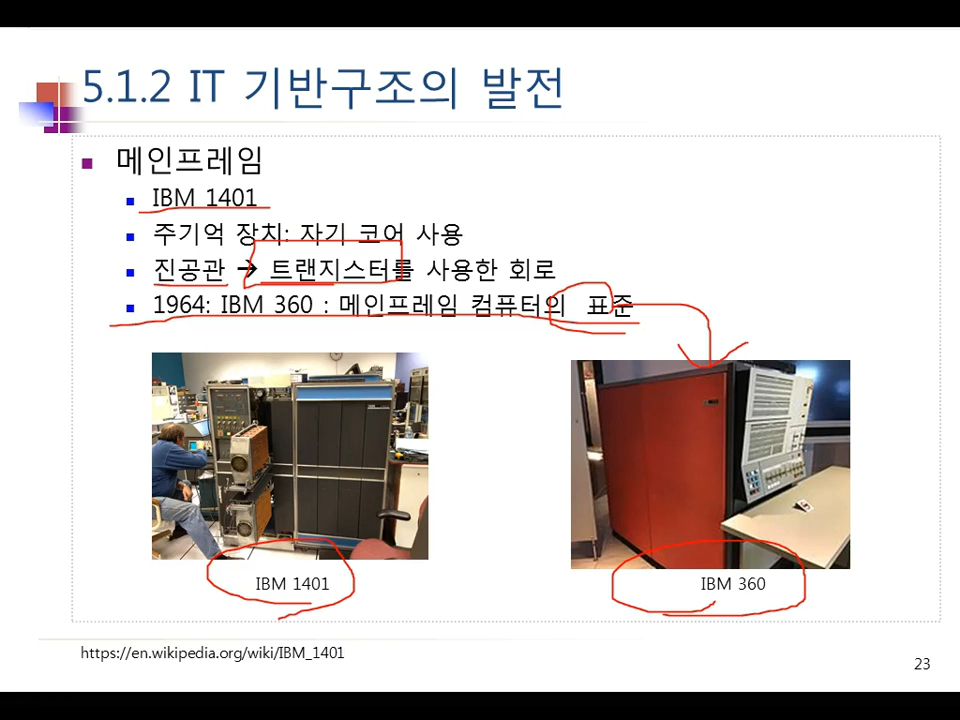 5.1.2 IT 기반구조의 발전
메인프레임
IBM 1401
주기억 장치: 자기 코어 사용
진공관 → 트랜지스터를 사용한 회로
1964: IBM 360 : 메인프레임 컴퓨터의 표준
IBM 1401
IBM 360
https://en.wikipedia.org/wiki/IBM_1401
23